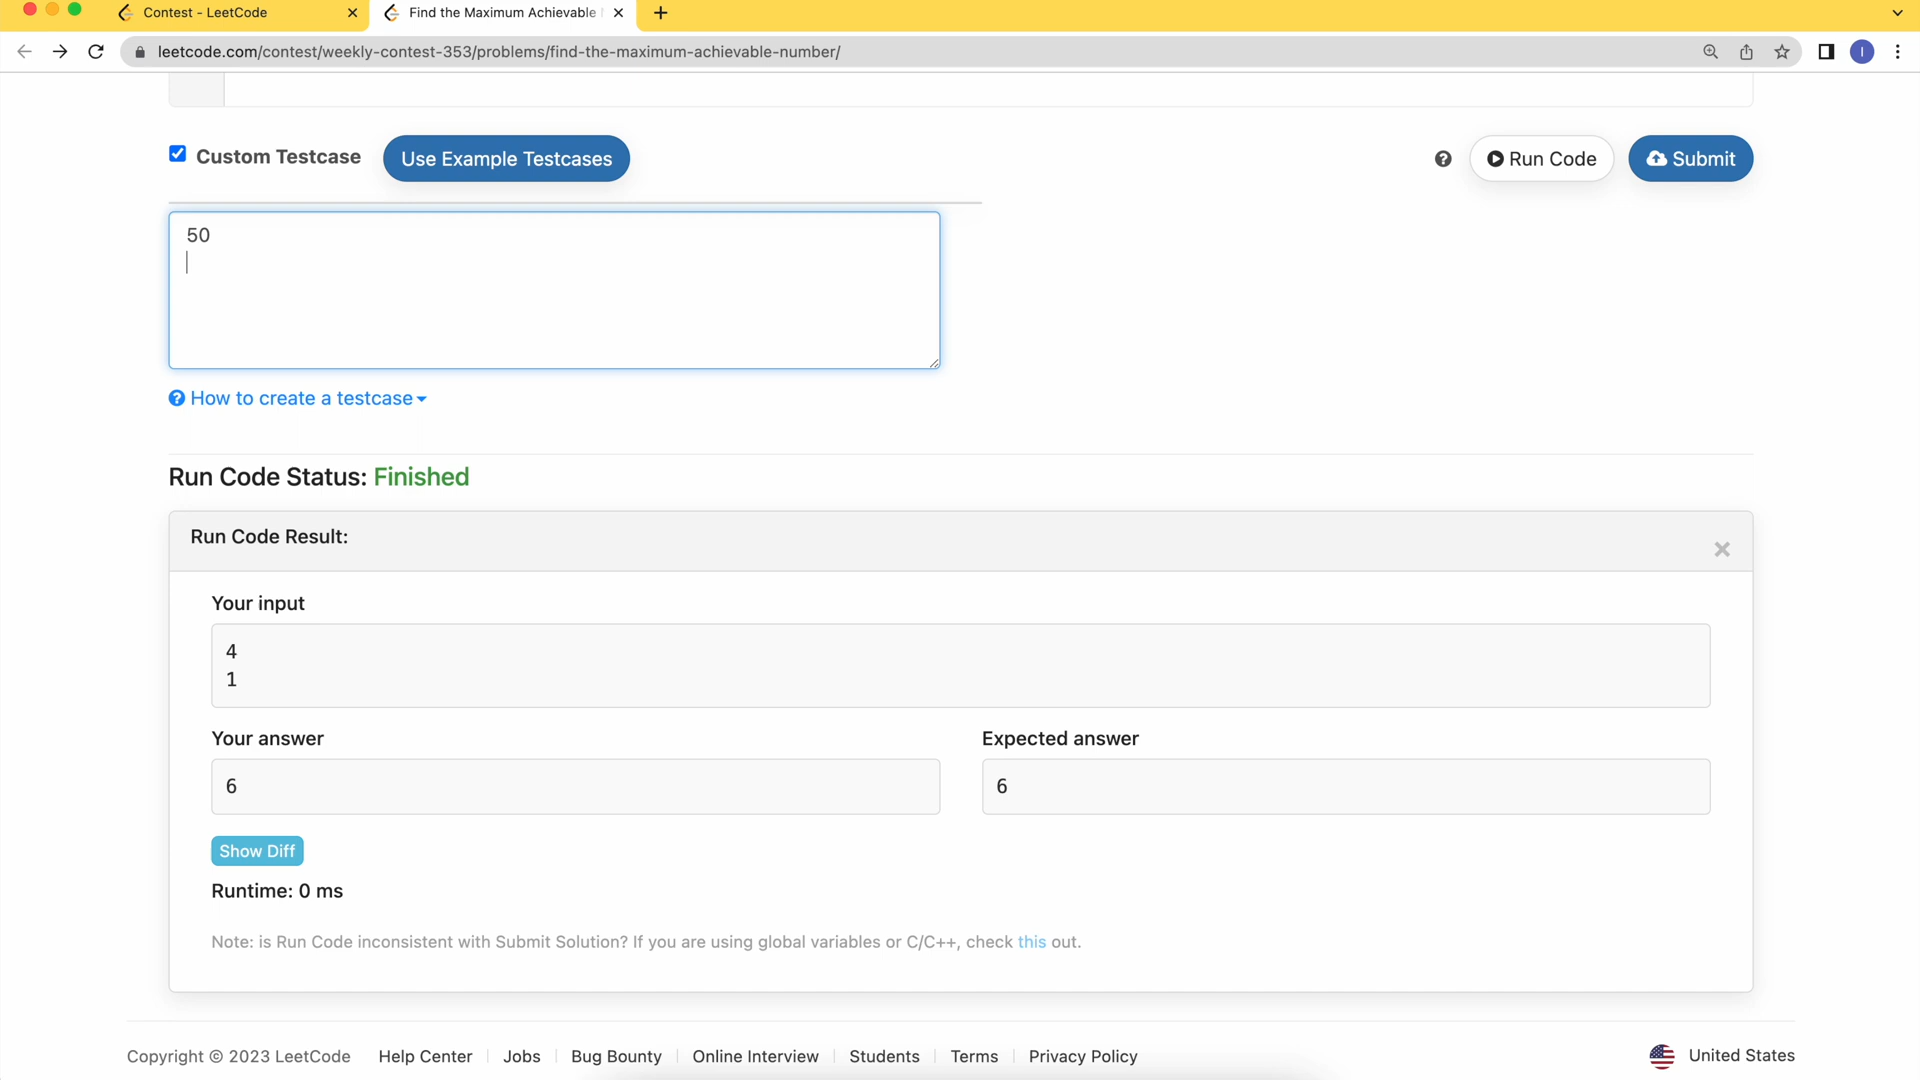 Contest - LeetCode
Find the Maximum Achievable
leetcode.com/contest/weekly-contest-353/problems/find-the-maximum-achievable-number/
I
Custom Testcase
Use Example Testcases
Run Code
Submit
50
How to create a testcase
Run Code Status: Finished
Run Code Result:
Your input
4
1
Your answer
Expected answer
6
6
Show Diff
Runtime: 0 ms
Note: is Run Code inconsistent with Submit Solution? If you are using global variables or C/C++, check this out.
Copyright © 2023 LeetCode
Help Center
Jobs
Bug Bounty
Online Interview
Students
Terms
Privacy Policy
United States